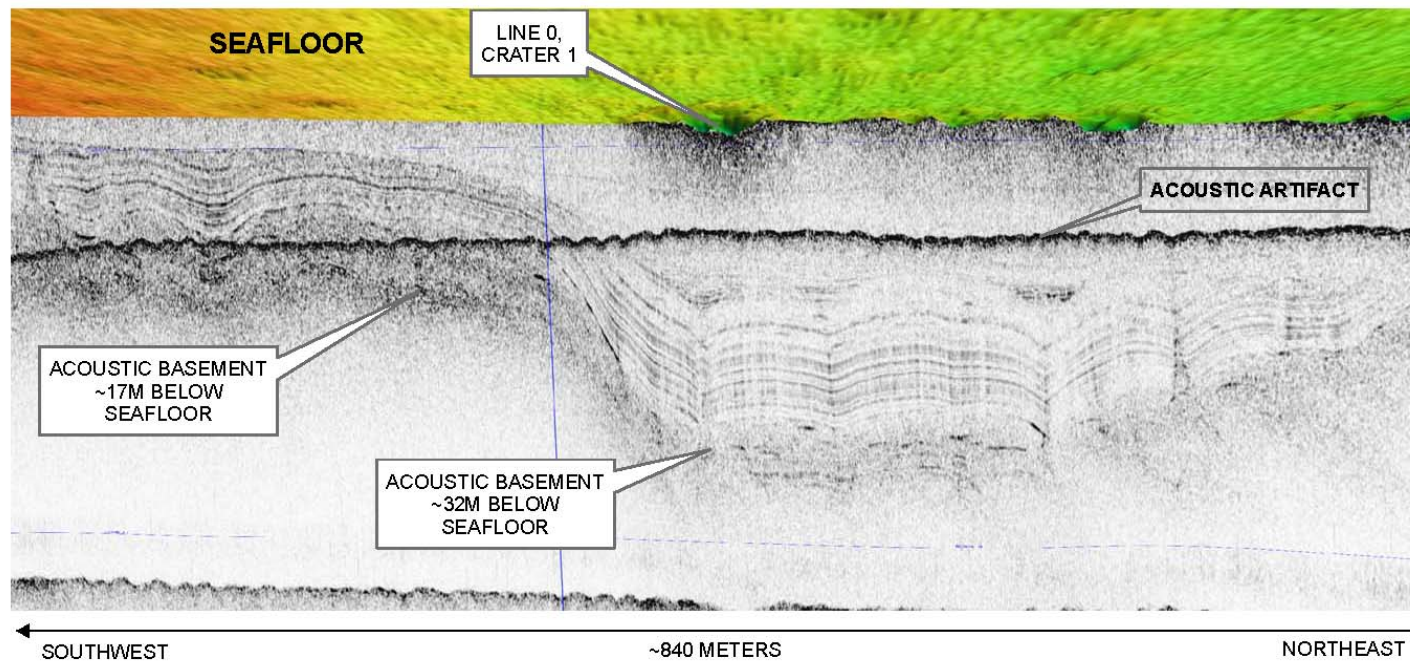 SEAFLOOR
LINE 0,
CRATER 1
ACOUSTIC ARTIFACT
ACOUSTIC BASEMENT
~17M BELOW
SEAFLOOR
ACOUSTIC BASEMENT
~32M BELOW
SEAFLOOR
SOUTHWEST
~840 METERS
NORTHEAST